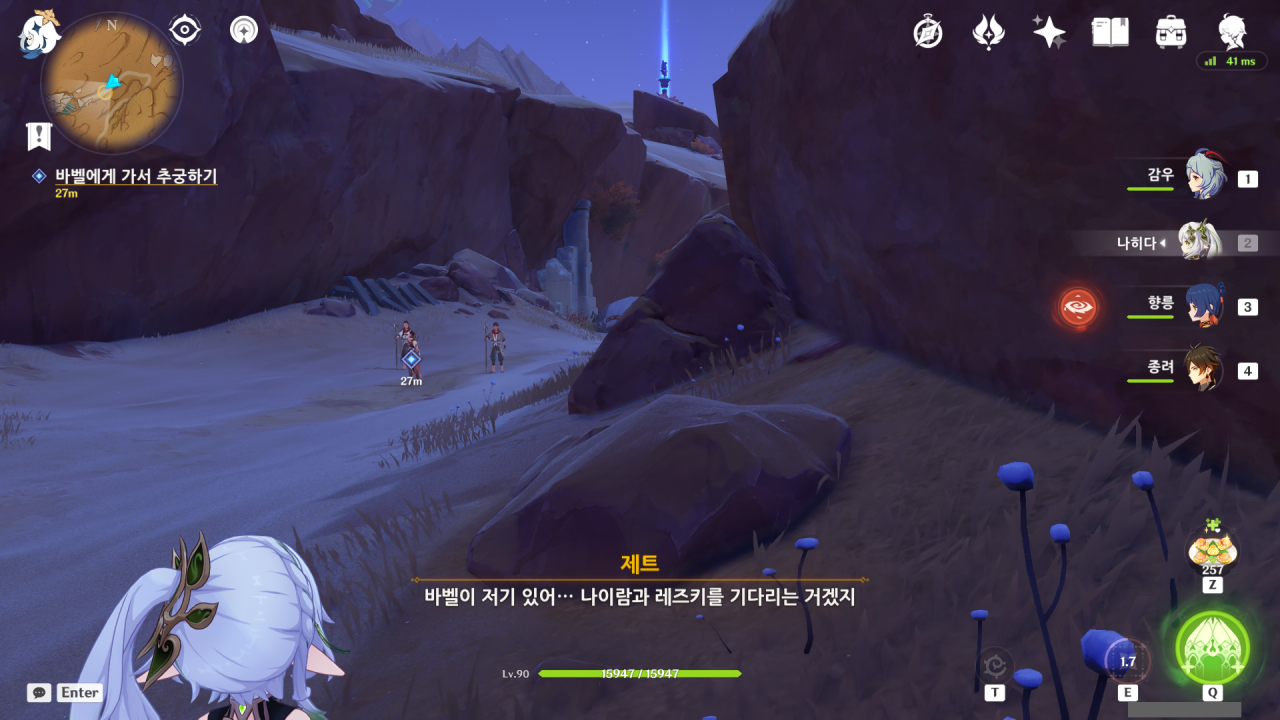 N
41 ms
바벨에게 가서 추궁하기
27m
감우
1
나히다
2
향릉
3
종려
4
27m
제트
바벨이 저기 있어… 나이람과 레즈키를 기다리는 거겠지
257
Z
1.7
Lv.90
15947 / 15947
Enter
T
E
Q